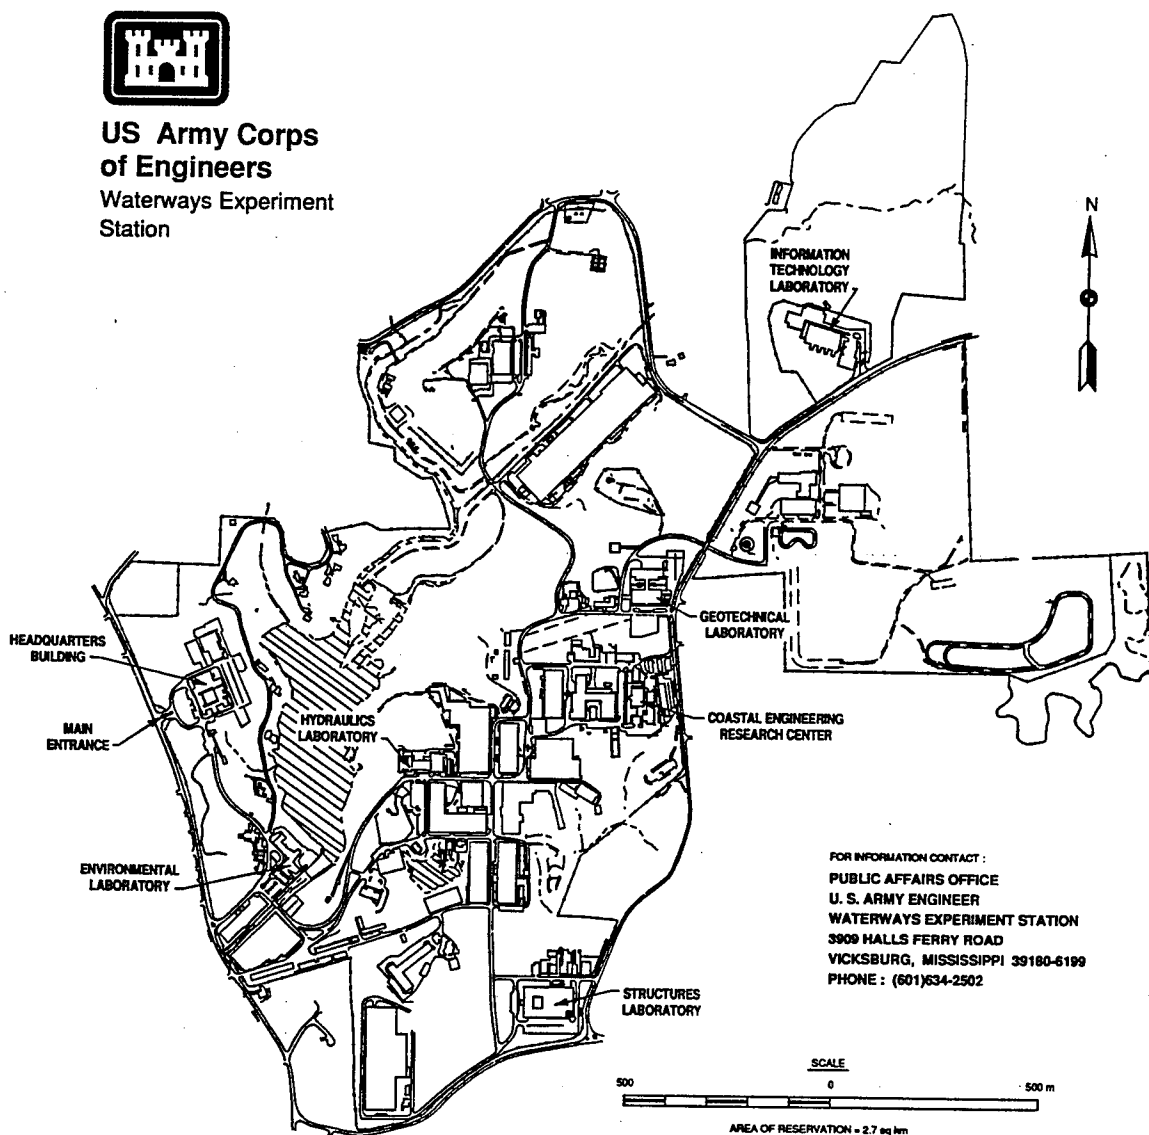 US Army Corps
of Engineers
Waterways Experiment
Station
N
INFORMATION
TECHNOLOGY
LABORATORY
GEOTECHNICAL
LABORATORY
HEADQUARTERS
BUILDING
MAIN
ENTRANCE
HYDRAULICS
LABORATORY
COASTAL ENGINEERING
RESEARCH CENTER
ENVIRONMENTAL
LABORATORY
STRUCTURES
LABORATORY
FOR INFORMATION CONTACT :
PUBLIC AFFAIRS OFFICE
U. S. ARMY ENGINEER
WATERWAYS EXPERIMENT STATION
3909 HALLS FERRY ROAD
VICKSBURG, MISSISSIPPI 39180-6199
PHONE : (601)634-2502
SCALE
500 0 500 m
AREA OF RESERVATION = 2.7 sq km